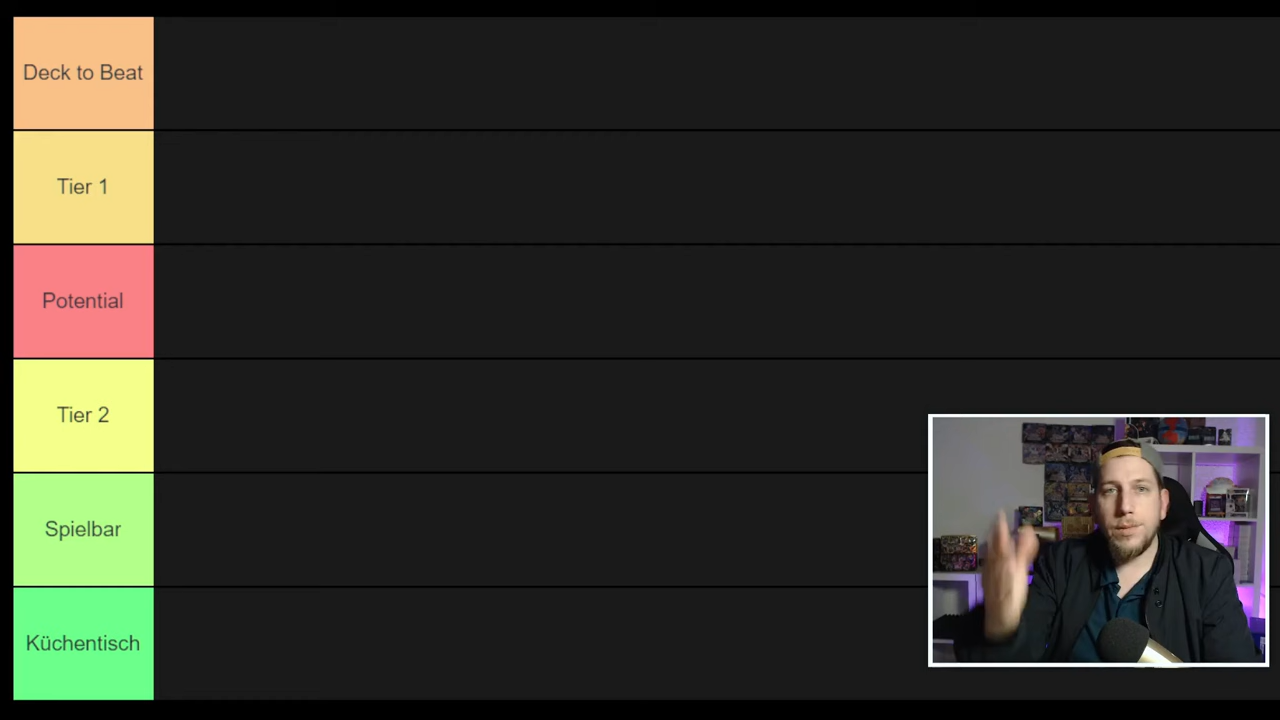 Deck to Beat
Tier 1
Potential
Tier 2
Spielbar
Küchentisch